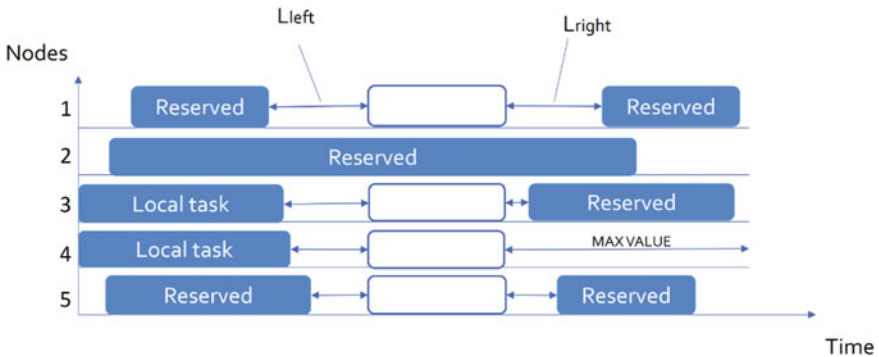 Lleft
Lright
Nodes
1 Reserved Reserved
2 Reserved
3 Local task Reserved
4 Local task MAX VALUE
5 Reserved Reserved
Time